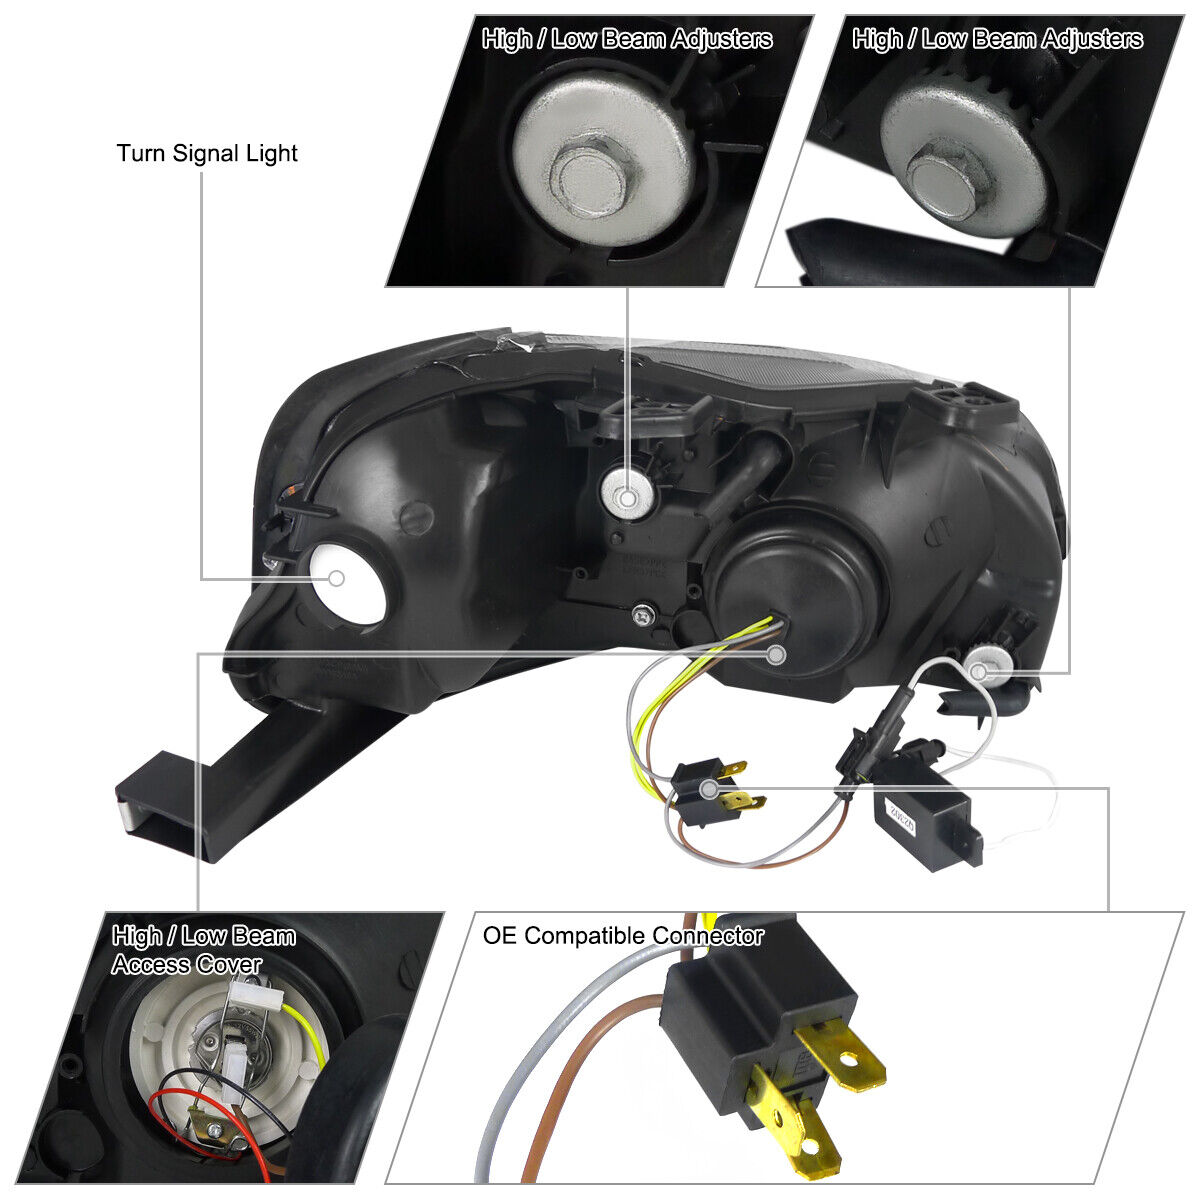 High / Low Beam Adjusters
High / Low Beam Adjusters
Turn Signal Light
Q2302
High / Low Beam
Access Cover
OE Compatible Connector